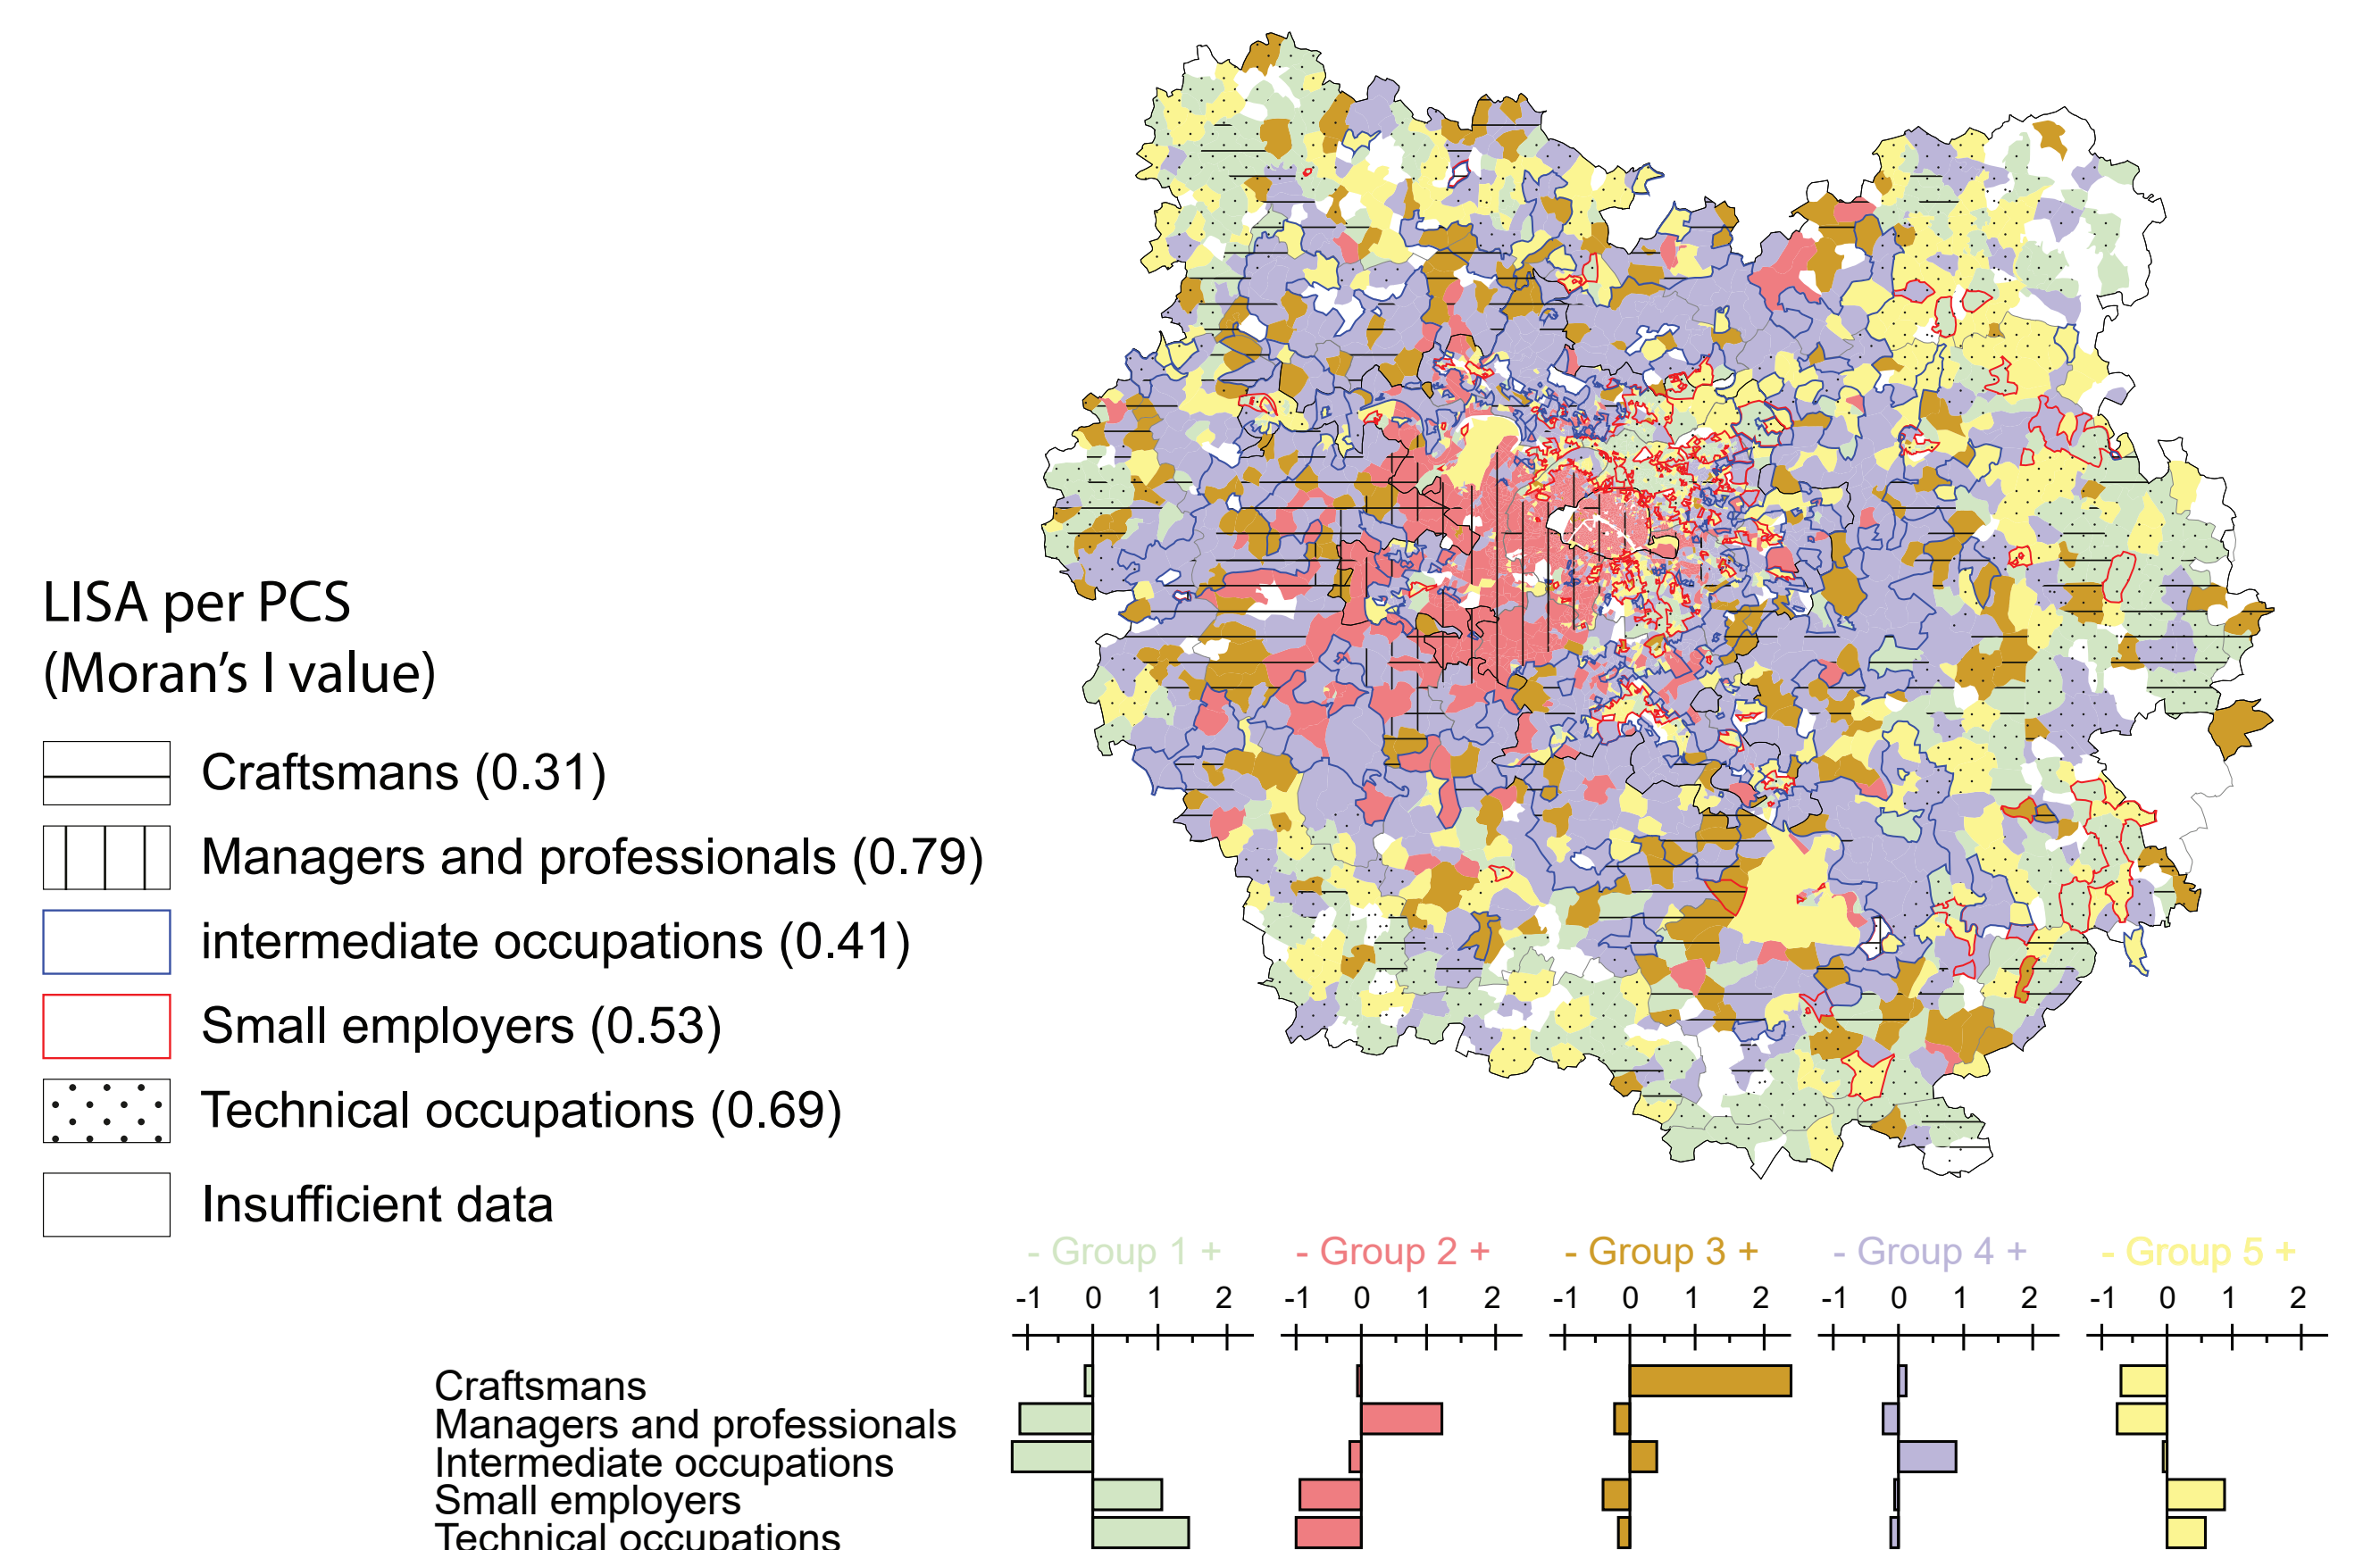 LISA per PCS
(Moran’s I value)
Craftsmans (0.31)
Managers and professionals (0.79)
intermediate occupations (0.41)
Small employers (0.53)
Technical occupations (0.69)
Insufficient data
- Group 1 + - Group 2 + - Group 3 + - Group 4 + - Group 5 +
-1 0 1 2 -1 0 1 2 -1 0 1 2 -1 0 1 2 -1 0 1 2
Craftsmans
Managers and professionals
Intermediate occupations
Small employers
Technical occupations